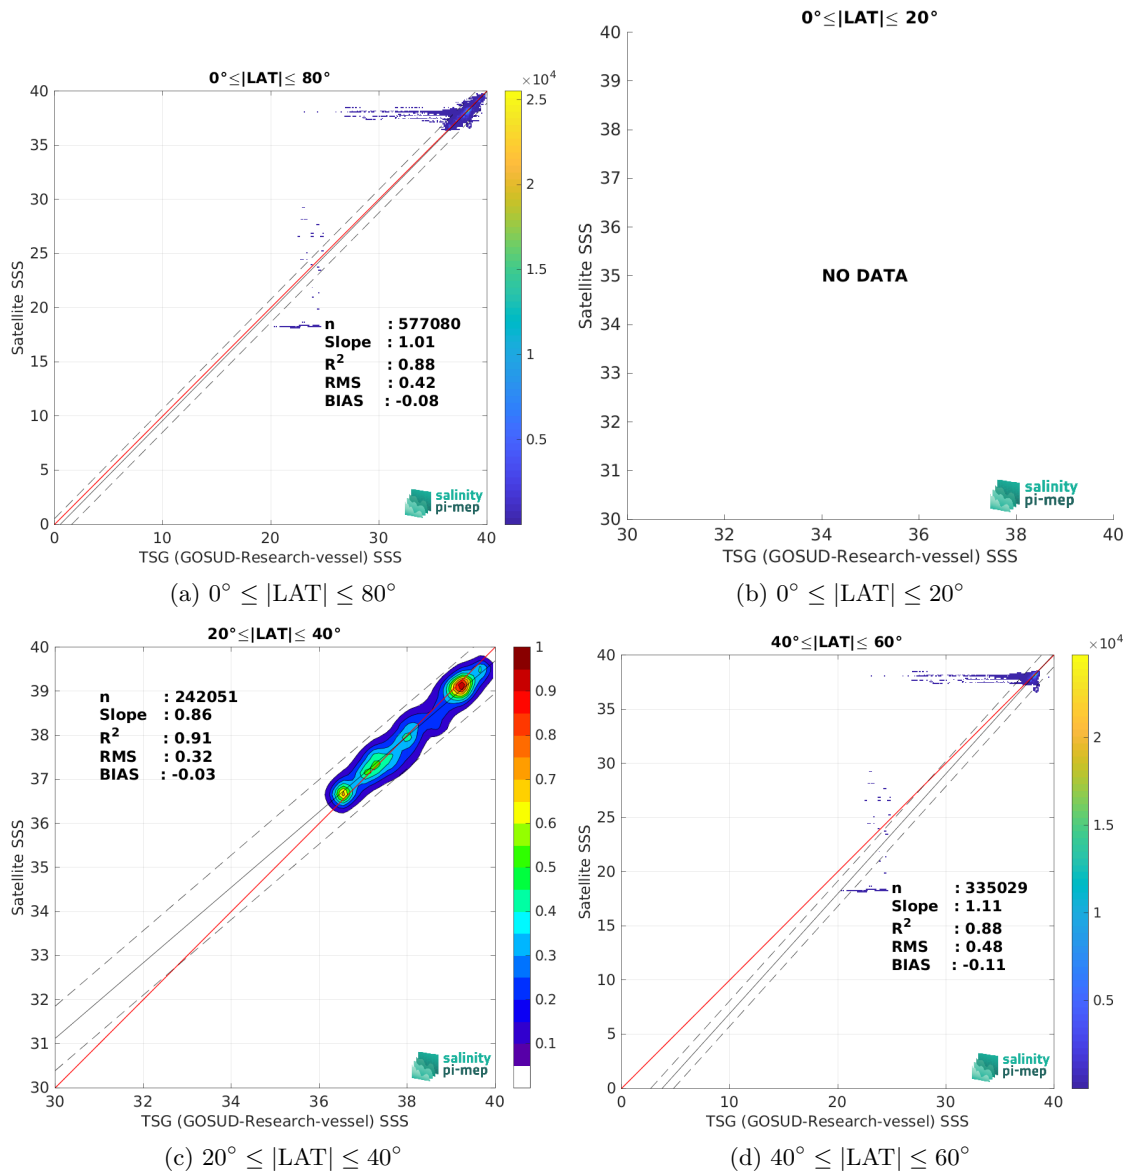 0°≤|LAT|≤ 80°
×10⁴
Satellite SSS
40
35
30
25
20
15
10
5
0
n : 577080
Slope : 1.01
R² : 0.88
RMS : 0.42
BIAS : -0.08
salinity
pi-mep
0 10 20 30 40
TSG (GOSUD-Research-vessel) SSS
2.5
2
1.5
1
0.5
(a) 0° ≤ |LAT| ≤ 80°
0°≤|LAT|≤ 20°
Satellite SSS
40
39
38
37
36
35
34
33
32
31
30
NO DATA
salinity
pi-mep
30 32 34 36 38 40
TSG (GOSUD-Research-vessel) SSS
(b) 0° ≤ |LAT| ≤ 20°
20°≤|LAT|≤ 40°
Satellite SSS
40
39
38
37
36
35
34
33
32
31
30
n : 242051
Slope : 0.86
R² : 0.91
RMS : 0.32
BIAS : -0.03
salinity
pi-mep
30 32 34 36 38 40
TSG (GOSUD-Research-vessel) SSS
1
0.9
0.8
0.7
0.6
0.5
0.4
0.3
0.2
0.1
(c) 20° ≤ |LAT| ≤ 40°
40°≤|LAT|≤ 60°
×10⁴
Satellite SSS
40
35
30
25
20
15
10
5
0
n : 335029
Slope : 1.11
R² : 0.88
RMS : 0.48
BIAS : -0.11
salinity
pi-mep
0 10 20 30 40
TSG (GOSUD-Research-vessel) SSS
2
1.5
1
0.5
(d) 40° ≤ |LAT| ≤ 60°